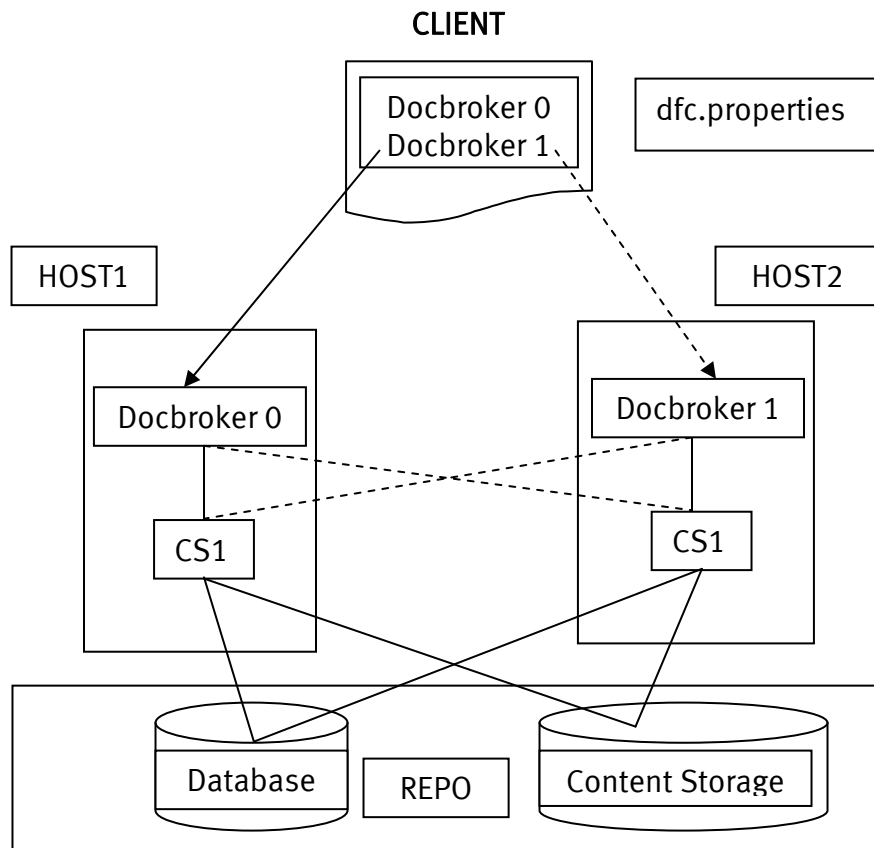 CLIENT
Docbroker 0
Docbroker 1
dfc.properties
HOST1
HOST2
Docbroker 0
Docbroker 1
CS1
CS1
Database
REPO
Content Storage